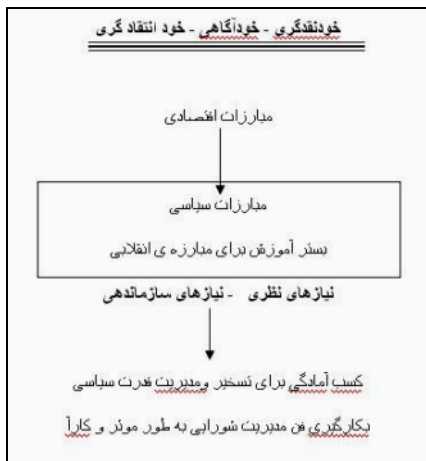 خودنقدگری - خودآگاهی - خود انتقاد گری
مبارزات اقتصادی
مبارزات سیاسی
بستر آموزش برای مبارزه ی انقلابی
نیازهای نظری - نیازهای سازماندهی
کسب آمادگی برای تسخیر ومدیریت قدرت سیاسی
بکارگیری فن مدیریت شورایی به طور موثر و کارآ